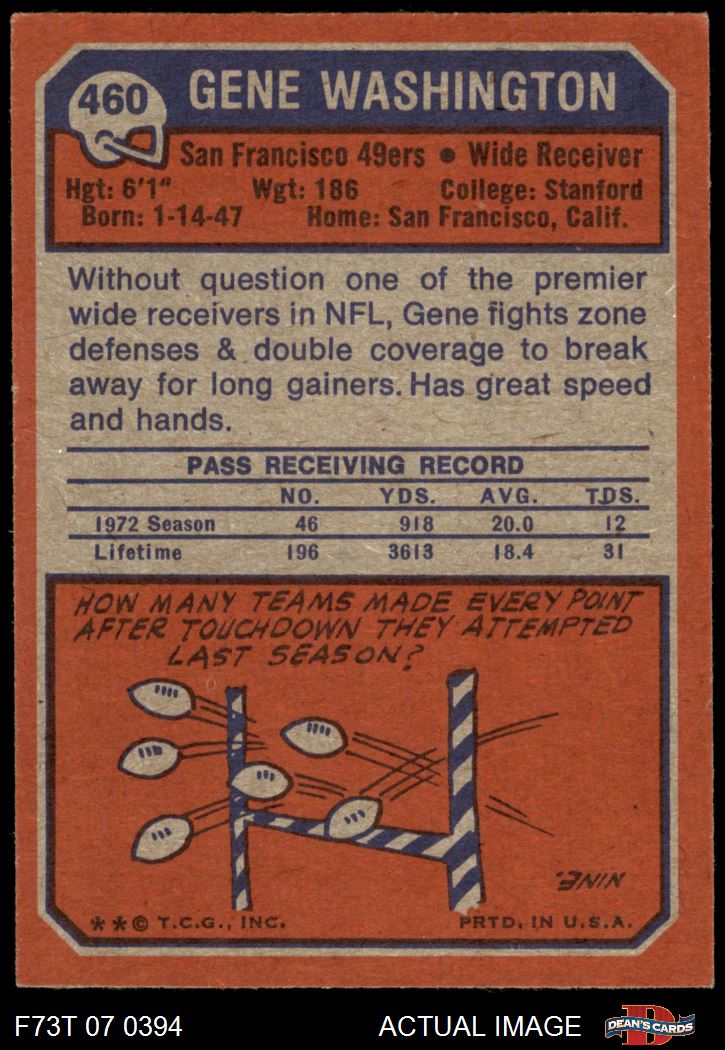 460
GENE WASHINGTON
San Francisco 49ers • Wide Receiver
Hgt: 6'1" Wgt: 186 College: Stanford
Born: 1-14-47 Home: San Francisco, Calif.
Without question one of the premier
wide receivers in NFL, Gene fights zone
defenses & double coverage to break
away for long gainers. Has great speed
and hands.
PASS RECEIVING RECORD
NO. YDS. AVG. TDS.
1972 Season 46 918 20.0 12
Lifetime 196 3613 18.4 31
HOW MANY TEAMS MADE EVERY POINT
AFTER TOUCHDOWN THEY ATTEMPTED
LAST SEASON?
NINE.
**© T.C.G., INC. PRTD. IN U.S.A.
F73T 07 0394 ACTUAL IMAGE
D
DEAN'S CARDS